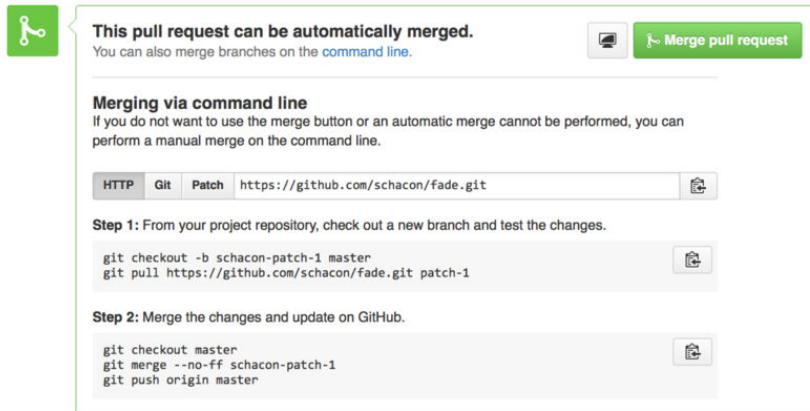 This pull request can be automatically merged.
You can also merge branches on the command line.
Merge pull request
Merging via command line
If you do not want to use the merge button or an automatic merge cannot be performed, you can
perform a manual merge on the command line.
HTTP Git Patch https://github.com/schacon/fade.git
Step 1: From your project repository, check out a new branch and test the changes.
git checkout -b schacon-patch-1 master
git pull https://github.com/schacon/fade.git patch-1
Step 2: Merge the changes and update on GitHub.
git checkout master
git merge --no-ff schacon-patch-1
git push origin master